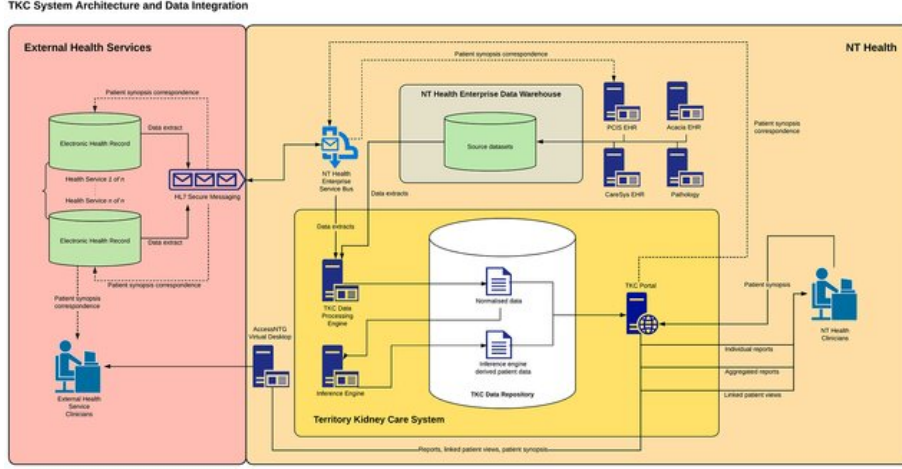 TKC System Architecture and Data Integration
External Health Services
NT Health
Patient synopsis correspondence
Electronic Health Record
Data extract
Health Service 1 of n
Health Service n of n
HL7 Secure Messaging
Electronic Health Record
Data extract
Patient synopsis correspondence
Patient synopsis
correspondence
External Health
Service
Clinicians
Patient synopsis correspondence
NT Health
Enterprise
Service Bus
NT Health Enterprise Data Warehouse
Source datasets
PCIS EHR
Acacia EHR
CareSys EHR
Pathology
Patient synopsis
correspondence
Data extracts
Data extracts
TKC Data
Processing
Engine
Normalised data
TKC Portal
Patient synopsis
NT Health
Clinicians
AccessNTG
Virtual Desktop
Inference Engine
Inference engine
derived patient data
TKC Data Repository
Individual reports
Aggregated reports
Linked patient views
Territory Kidney Care System
Reports, linked patient views, patient synopsis